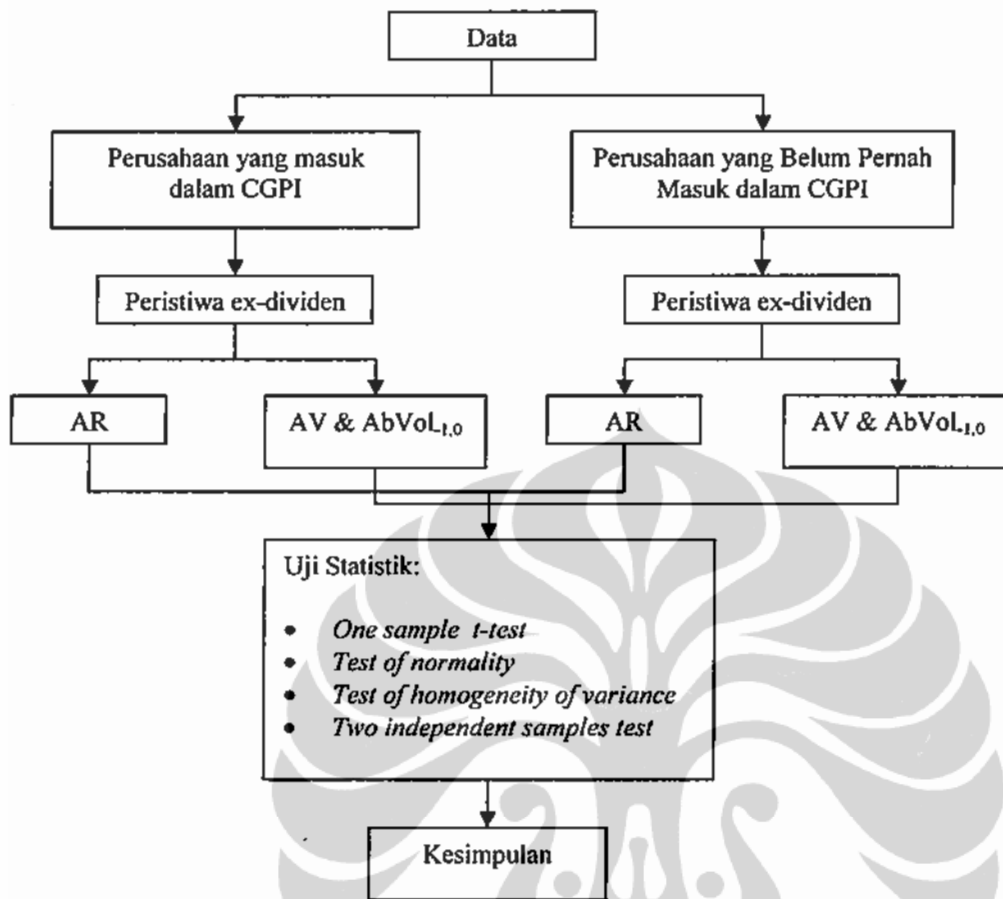 Data
Perusahaan yang masuk
dalam CGPI
Perusahaan yang Belum Pernah
Masuk dalam CGPI
Peristiwa ex-dividen
Peristiwa ex-dividen
AR
AV & AbVoL₁,₀
AR
AV & AbVoL₁,₀
Uji Statistik:
• One sample t-test
• Test of normality
• Test of homogeneity of variance
• Two independent samples test
Kesimpulan